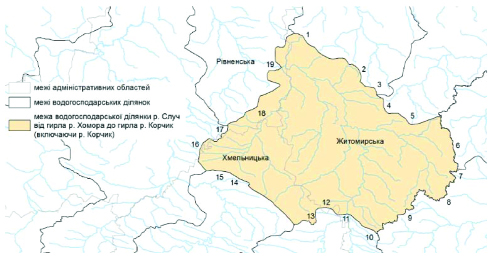 1
2
3
19
Рівненська
4
межі адміністративних областей
5
межі водогосподарських ділянок
18
межа водогосподарської ділянки р. Случ
від гирла р. Хомора до гирла р. Корчик
(включаючи р. Корчик)
17
16
Житомирська
6
Хмельницька
7
15
14
8
12
9
13
11
10